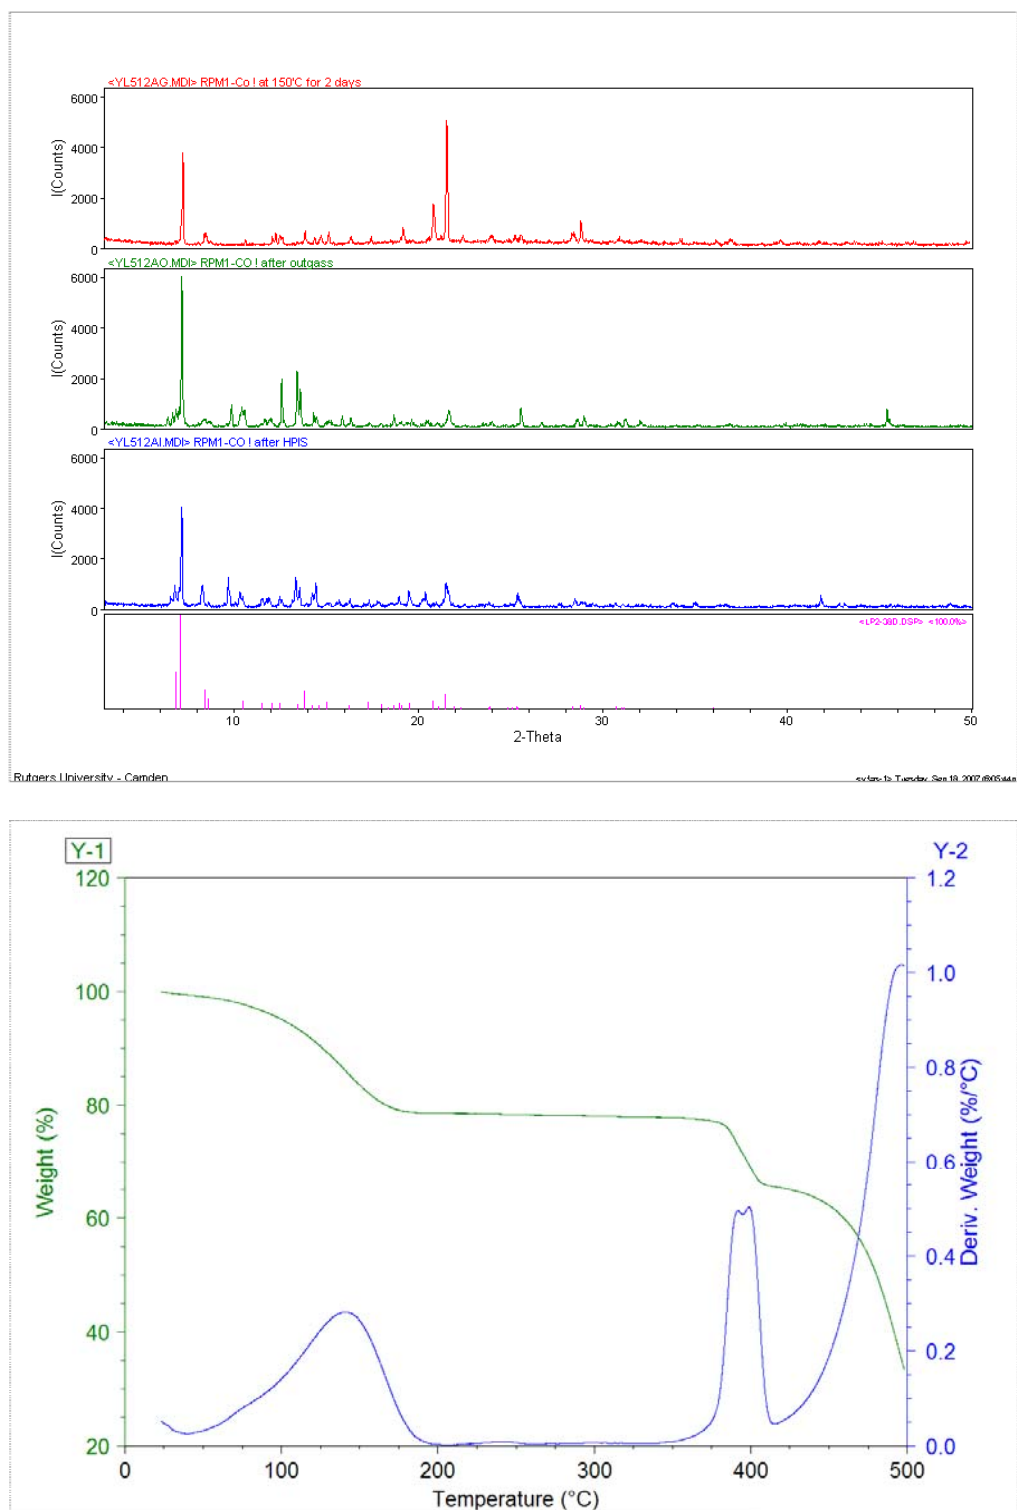 <YL512AG.MDI> RPM1-Co ! at 150'C for 2 days
6000
4000
2000
0
I(Counts)
<YL512AO.MDI> RPM1-CO ! after outgass
6000
4000
2000
0
I(Counts)
<YL512AI.MDI> RPM1-CO ! after HPIS
6000
4000
2000
0
I(Counts)
<100.0%>
10 20 30 40 50
2-Theta
Rutgers University - Camden
Tuesday, Sep 18, 2007
Y-1 Y-2
120 1.2
100 1.0
80 0.8
60 0.6
40 0.4
0.2
20 0.0
Weight (%)
Deriv. Weight (%/°C)
0 100 200 300 400 500
Temperature (°C)